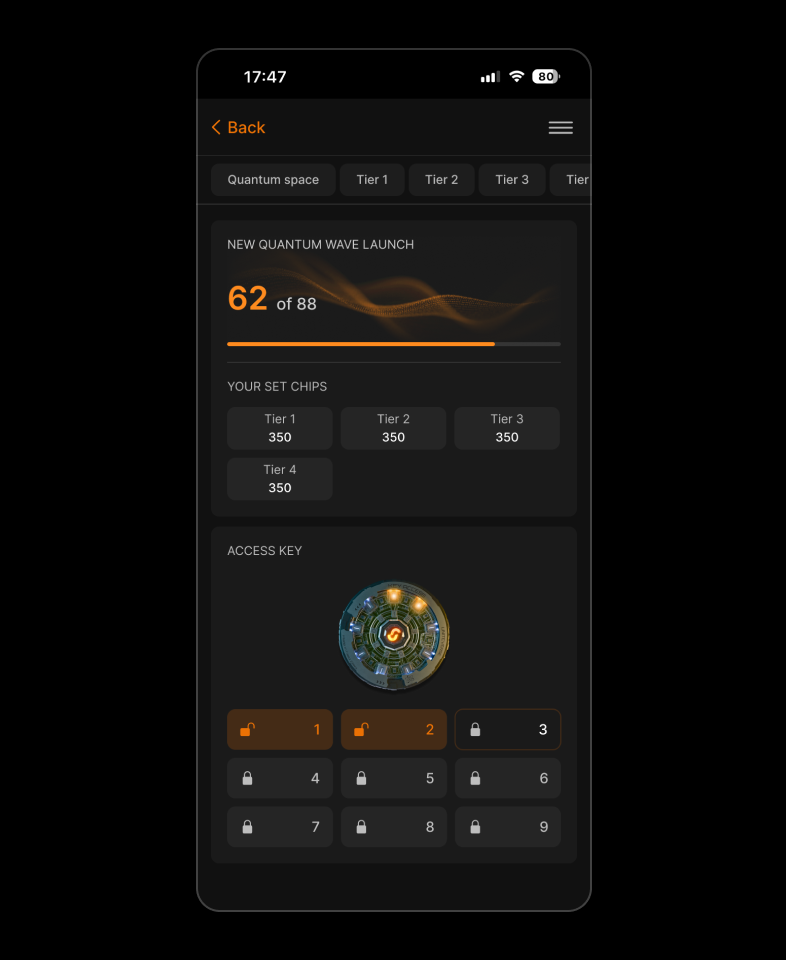 17:47
80
Back
Quantum space Tier 1 Tier 2 Tier 3 Tier
NEW QUANTUM WAVE LAUNCH
62 of 88
YOUR SET CHIPS
Tier 1 Tier 2 Tier 3
350 350 350
Tier 4
350
ACCESS KEY
1 2 3
4 5 6
7 8 9